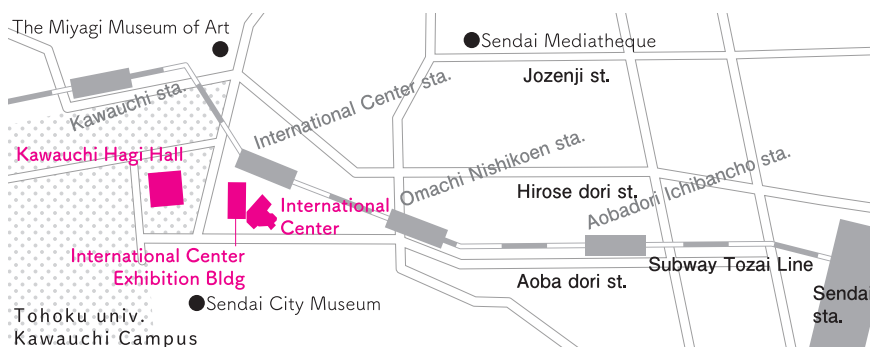 The Miyagi Museum of Art
Sendai Mediatheque
Jozenji st.
Kawauchi sta.
International Center sta.
Kawauchi Hagi Hall
Omachi Nishikoen sta.
Hirose dori st.
Aobadori Ichibancho sta.
International
Center
International Center
Exhibition Bldg
Subway Tozai Line
Aoba dori st.
Sendai
sta.
Sendai City Museum
Tohoku univ.
Kawauchi Campus